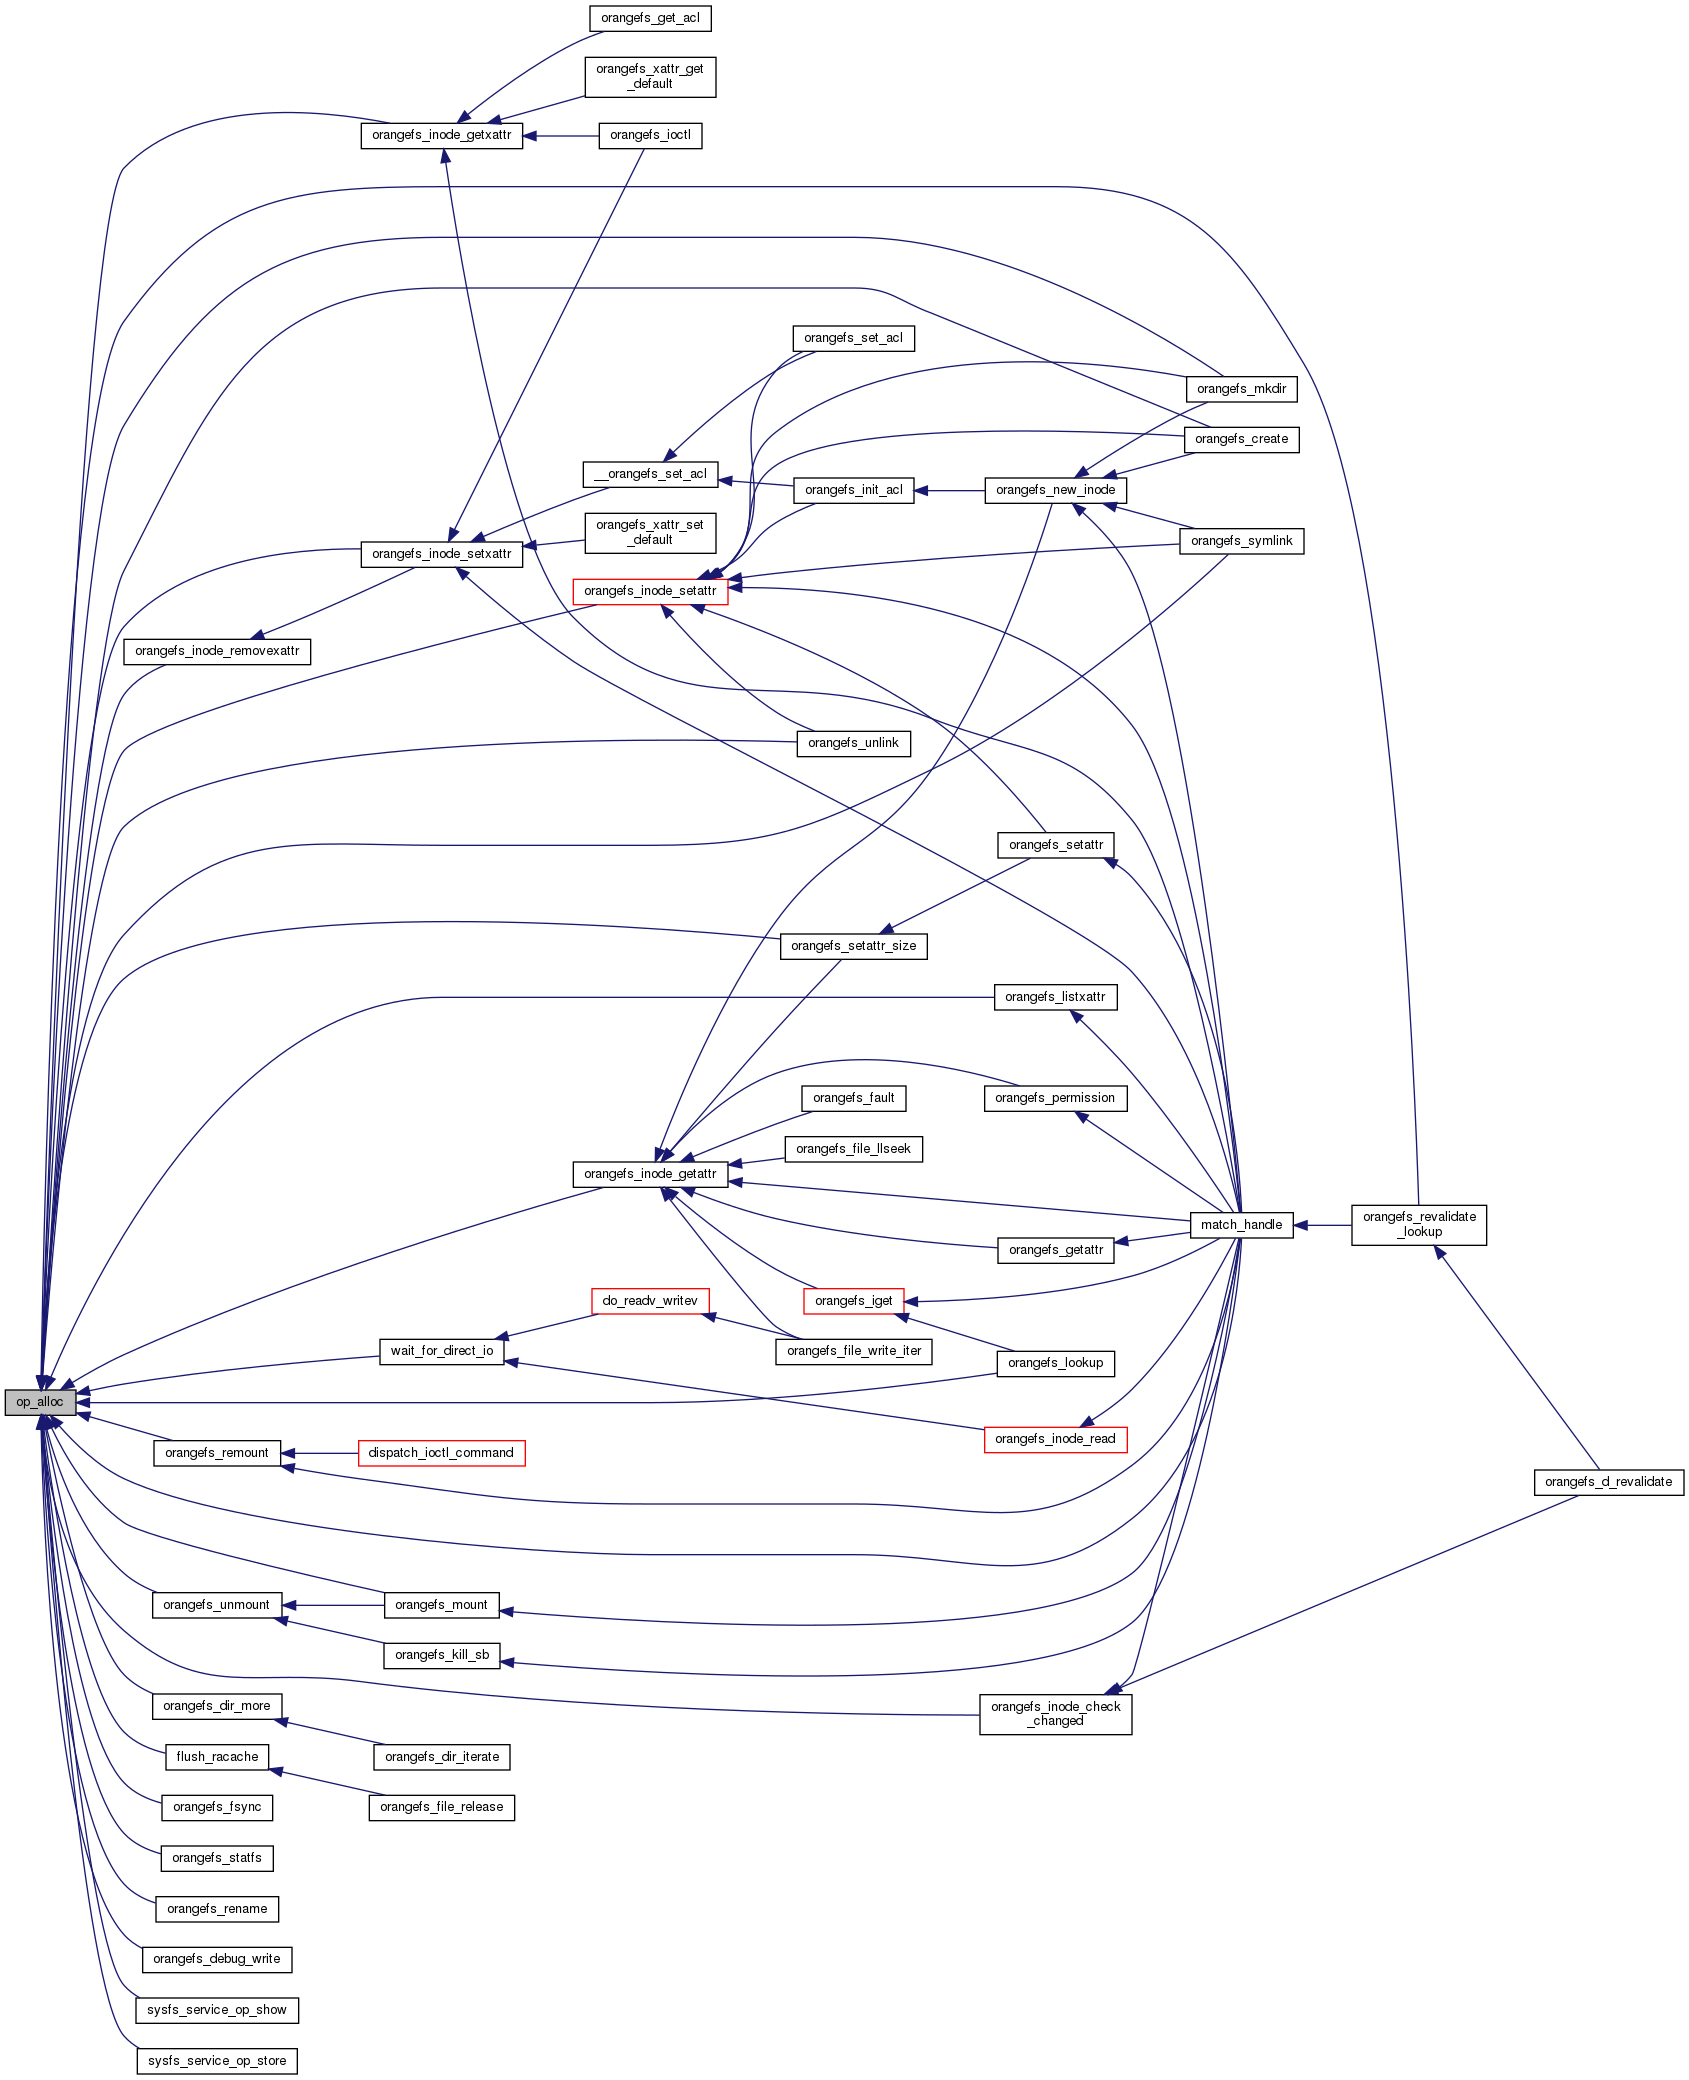 orangefs_get_acl
orangefs_xattr_get
_default
orangefs_inode_getxattr
orangefs_ioctl
orangefs_set_acl
orangefs_mkdir
orangefs_create
__orangefs_set_acl
orangefs_init_acl
orangefs_new_inode
orangefs_xattr_set
_default
orangefs_inode_setxattr
orangefs_symlink
orangefs_inode_setattr
orangefs_inode_removexattr
orangefs_unlink
orangefs_setattr
orangefs_setattr_size
orangefs_listxattr
orangefs_fault
orangefs_permission
orangefs_file_llseek
orangefs_inode_getattr
match_handle
orangefs_revalidate
_lookup
orangefs_getattr
do_readv_writev
orangefs_iget
wait_for_direct_io
orangefs_file_write_iter
orangefs_lookup
op_alloc
orangefs_inode_read
orangefs_remount
dispatch_ioctl_command
orangefs_d_revalidate
orangefs_unmount
orangefs_mount
orangefs_kill_sb
orangefs_dir_more
orangefs_inode_check
_changed
flush_racache
orangefs_dir_iterate
orangefs_fsync
orangefs_file_release
orangefs_statfs
orangefs_rename
orangefs_debug_write
sysfs_service_op_show
sysfs_service_op_store